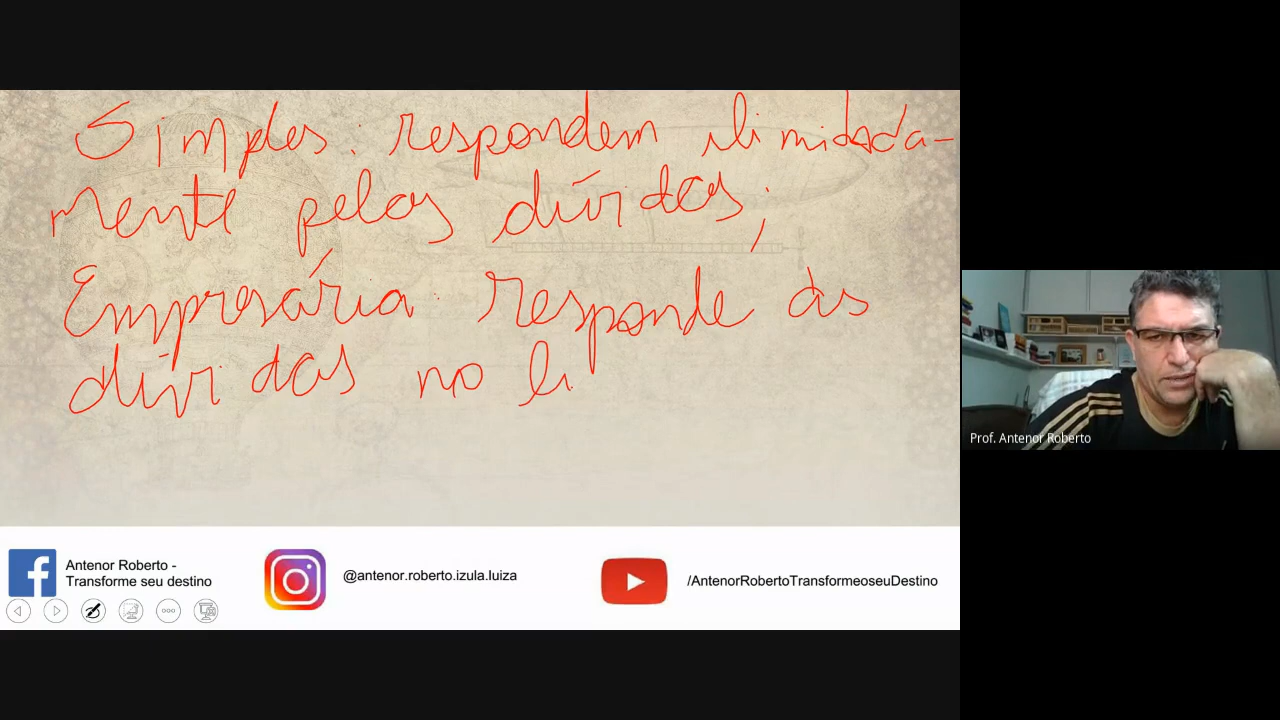 Simples: respondem ilimitada-
mente pelas dívidas;
Empresária: responde às
dívidas no li
Prof. Antenor Roberto
Antenor Roberto -
Transforme seu destino
@antenor.roberto.izula.luiza
/AntenorRobertoTransformeoseuDestino